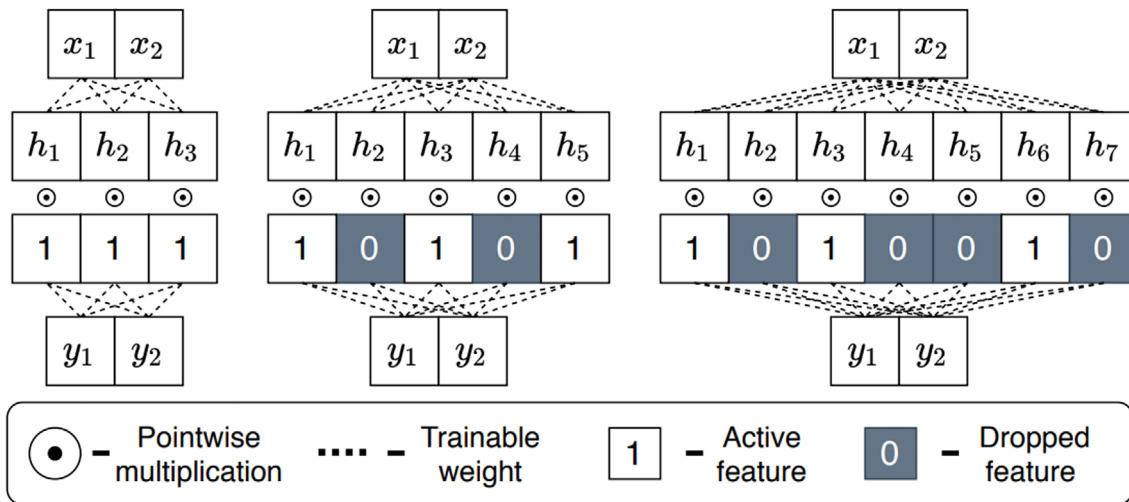 x₁ x₂ x₁ x₂ x₁ x₂
h₁ h₂ h₃ h₁ h₂ h₃ h₄ h₅ h₁ h₂ h₃ h₄ h₅ h₆ h₇
1 1 1 1 0 1 0 1 1 0 1 0 0 1 0
y₁ y₂ y₁ y₂ y₁ y₂
– Pointwise multiplication
– Trainable weight
1 – Active feature
0 – Dropped feature